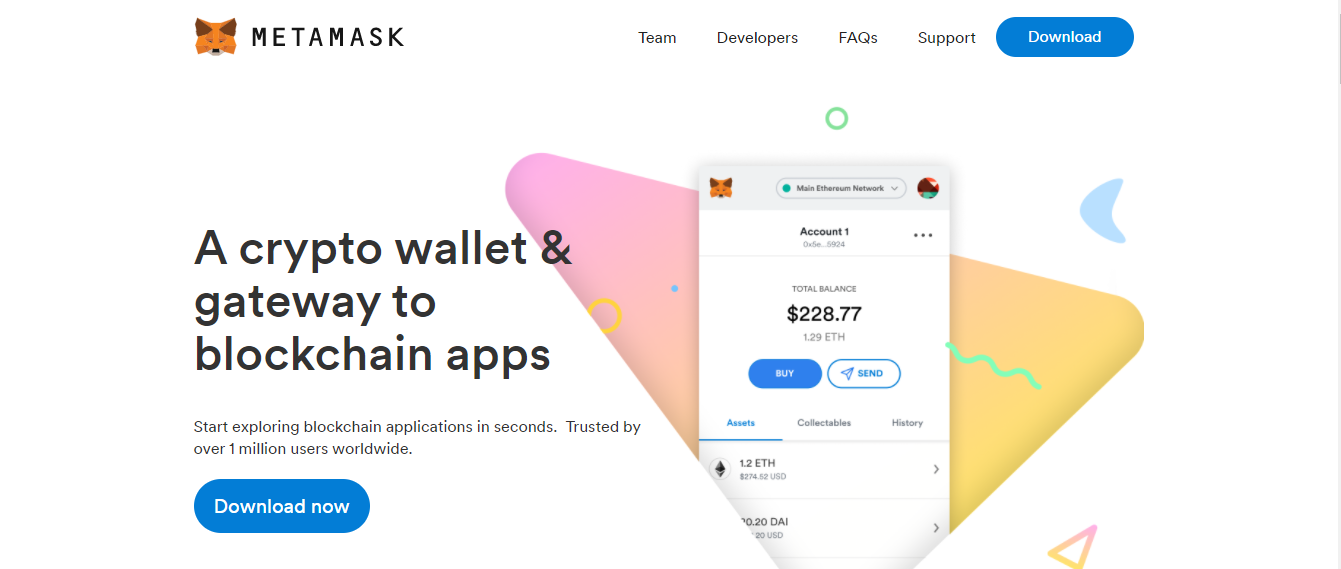 METAMASK
Team
Developers
FAQs
Support
Download
A crypto wallet &
gateway to
blockchain apps
Start exploring blockchain applications in seconds.  Trusted by
over 1 million users worldwide.
Download now
Main Ethereum Network
Account 1
0x5e...5924
TOTAL BALANCE
$228.77
1.29 ETH
BUY
SEND
Assets
Collectables
History
1.2 ETH
$274.52 USD
0.20 DAI
20 USD